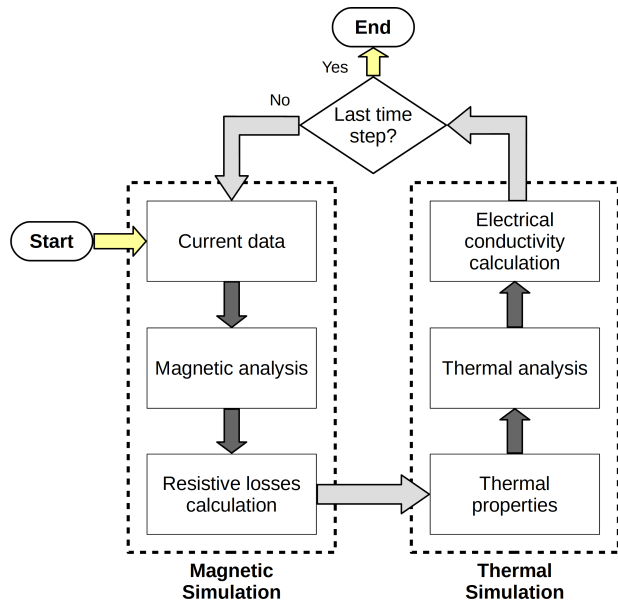 End
Yes
No
Last time
step?
Start
Current data
Magnetic analysis
Resistive losses
calculation
Electrical
conductivity
calculation
Thermal analysis
Thermal
properties
Magnetic
Simulation
Thermal
Simulation